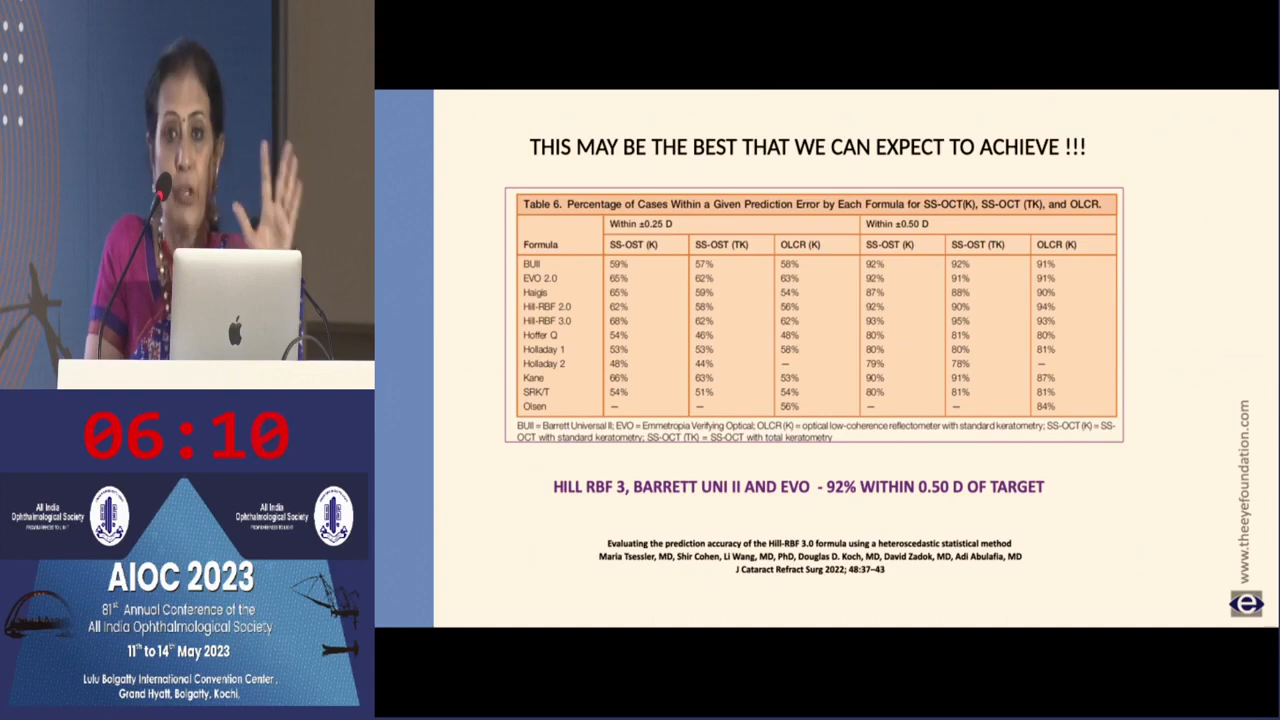 THIS MAY BE THE BEST THAT WE CAN EXPECT TO ACHIEVE !!!
Table 6. Percentage of Cases Within a Given Prediction Error by Each Formula for SS-OCT(K), SS-OCT (TK), and OLCR.
Within ±0.25 D Within ±0.50 D
Formula SS-OST (K) SS-OST (TK) OLCR (K) SS-OST (K) SS-OST (TK) OLCR (K)
BUII 59% 57% 58% 92% 92% 91%
EVO 2.0 65% 62% 63% 92% 91% 91%
Haigis 65% 59% 54% 87% 88% 90%
Hill-RBF 2.0 62% 58% 56% 92% 90% 94%
Hill-RBF 3.0 68% 62% 62% 93% 95% 93%
Hoffer Q 54% 46% 48% 80% 81% 80%
Holladay 1 53% 53% 58% 80% 80% 81%
Holladay 2 48% 44% — 79% 78% —
Kane 66% 63% 53% 90% 91% 87%
SRK/T 54% 51% 54% 80% 81% 81%
Olsen — — 56% — — 84%
BUII = Barrett Universal II; EVO = Emmetropia Verifying Optical; OLCR (K) = optical low-coherence reflectometer with standard keratometry; SS-OCT (K) = SS-
OCT with standard keratometry; SS-OCT (TK) = SS-OCT with total keratometry
HILL RBF 3, BARRETT UNI II AND EVO - 92% WITHIN 0.50 D OF TARGET
Evaluating the prediction accuracy of the Hill-RBF 3.0 formula using a heteroscedastic statistical method
Maria Tsessler, MD, Shir Cohen, Li Wang, MD, PhD, Douglas D. Koch, MD, David Zadok, MD, Adi Abulafia, MD
J Cataract Refract Surg 2022; 48:37–43
www.theeyefoundation.com
e
06:10
All India
Ophthalmological Society
All India
Ophthalmological Society
AIOC 2023
81st Annual Conference of the
All India Ophthalmological Society
11th to 14th May 2023
Lulu Bolgatty International Convention Center,
Grand Hyatt, Bolgatty, Kochi,